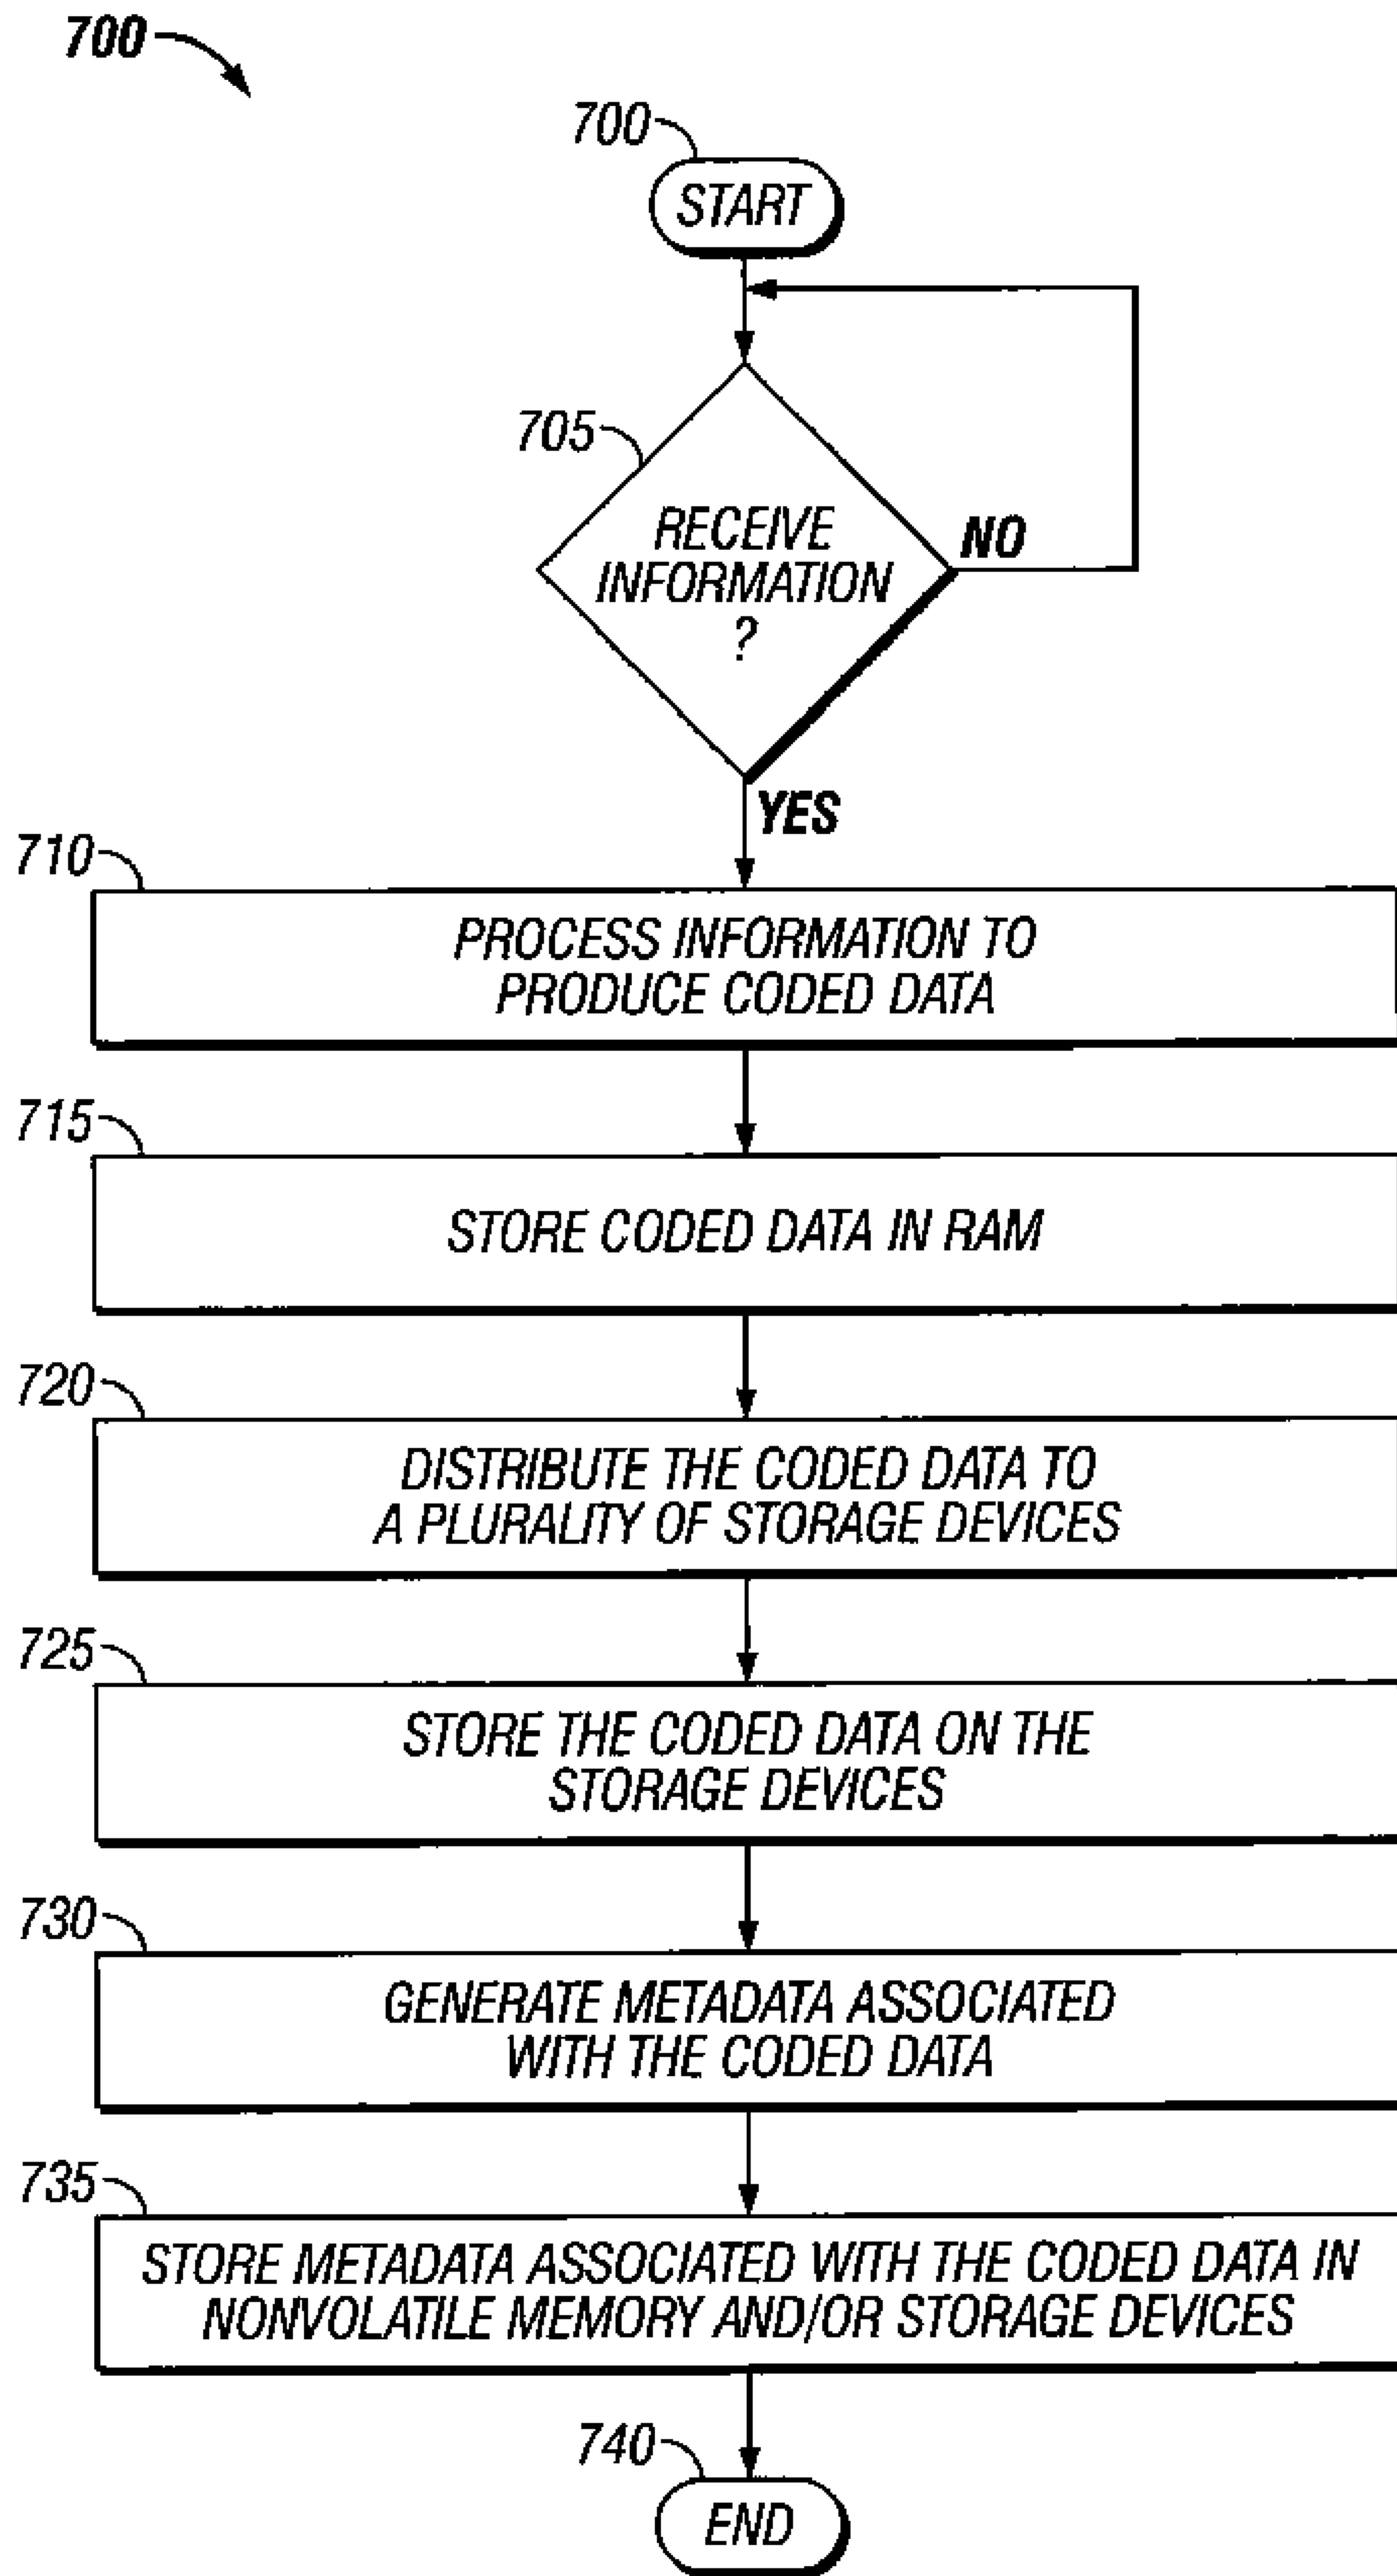 700
700
START
705
RECEIVE
INFORMATION
?
NO
YES
710
PROCESS INFORMATION TO
PRODUCE CODED DATA
715
STORE CODED DATA IN RAM
720
DISTRIBUTE THE CODED DATA TO
A PLURALITY OF STORAGE DEVICES
725
STORE THE CODED DATA ON THE
STORAGE DEVICES
730
GENERATE METADATA ASSOCIATED
WITH THE CODED DATA
735
STORE METADATA ASSOCIATED WITH THE CODED DATA IN
NONVOLATILE MEMORY AND/OR STORAGE DEVICES
740
END